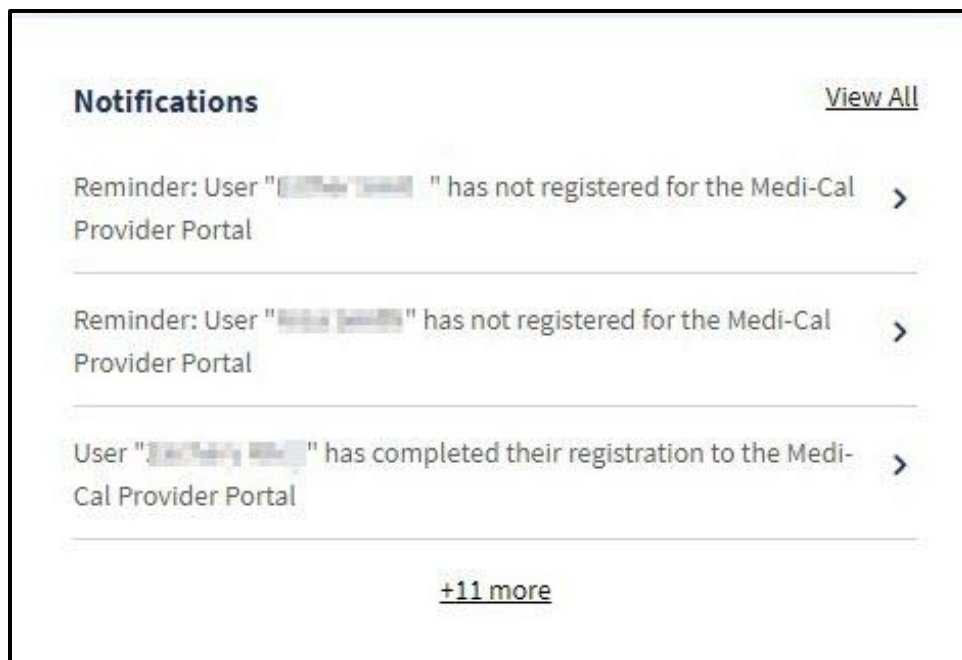 Notifications
View All
Reminder: User " " has not registered for the Medi-Cal
Provider Portal
Reminder: User " " has not registered for the Medi-Cal
Provider Portal
User " " has completed their registration to the Medi-
Cal Provider Portal
+11 more